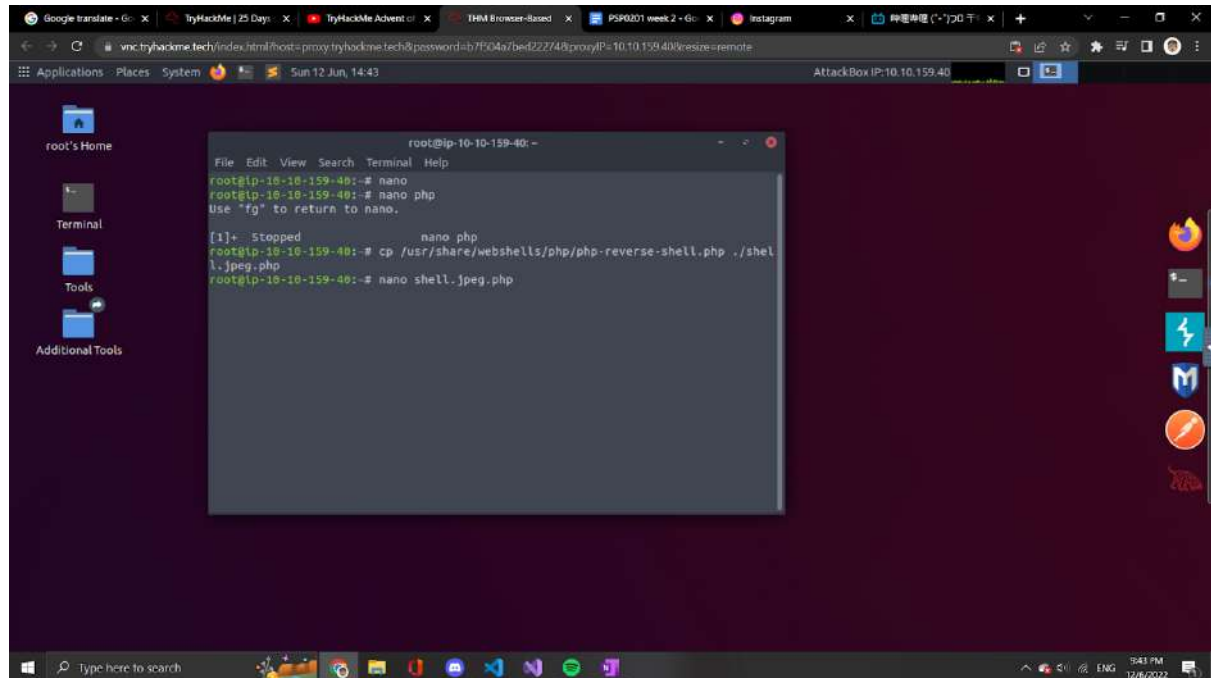 Google translate - Go
TryHackMe | 25 Days
TryHackMe Advent of
THM Browser-Based
PSP0201 week 2 - Go
Instagram
vnc.tryhackme.tech/index.html?host=proxy.tryhackme.tech&password=b7f504a7bed22274&proxyIP=10.10.159.40&resize=remote
Applications Places System Sun 12 Jun, 14:43 AttackBox IP:10.10.159.40
root's Home
Terminal
Tools
Additional Tools
root@ip-10-10-159-40: ~
File Edit View Search Terminal Help
root@ip-10-10-159-40:~# nano
root@ip-10-10-159-40:~# nano php
Use "fg" to return to nano.
[1]+ Stopped nano php
root@ip-10-10-159-40:~# cp /usr/share/webshells/php/php-reverse-shell.php ./shel
l.jpeg.php
root@ip-10-10-159-40:~# nano shell.jpeg.php
Type here to search
ENG
9:43 PM
12/6/2022